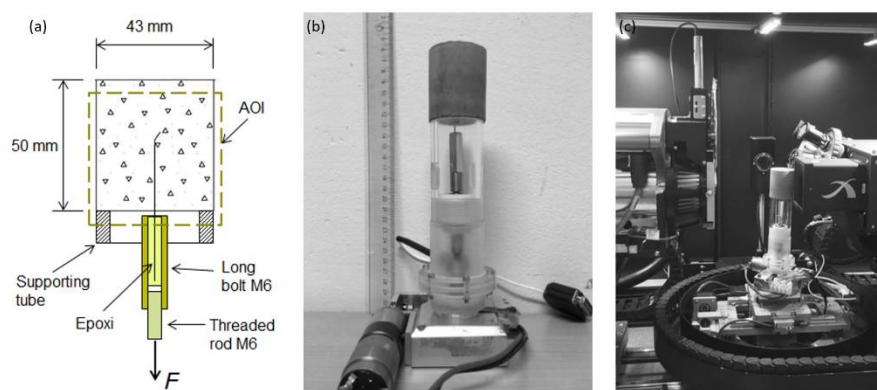 (a)
43 mm
AOI
50 mm
Supporting
tube
Long
bolt M6
Epoxi
Threaded
rod M6
F
(b)
(c)